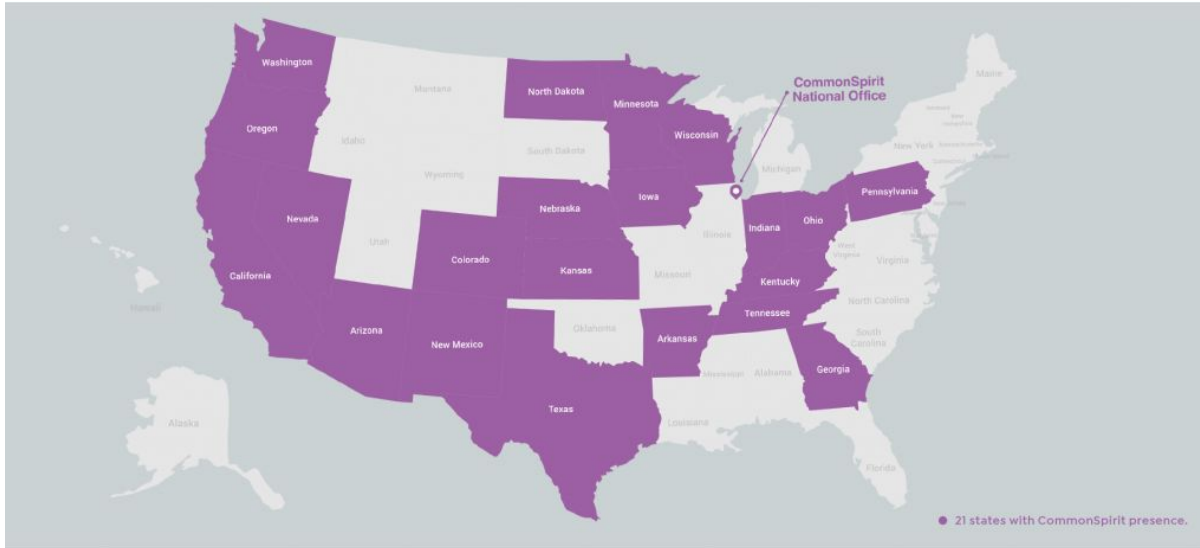 Washington
Montana
North Dakota
Minnesota
CommonSpirit
National Office
Maine
Oregon
Idaho
South Dakota
Wisconsin
Michigan
New York
Wyoming
Nevada
Utah
Nebraska
Iowa
Illinois
Indiana
Ohio
Pennsylvania
California
Colorado
Kansas
Missouri
Kentucky
West
Virginia
Virginia
Hawaii
Arizona
New Mexico
Oklahoma
Arkansas
Tennessee
North Carolina
South
Carolina
Texas
Louisiana
Mississippi
Alabama
Georgia
Alaska
Florida
21 states with CommonSpirit presence.